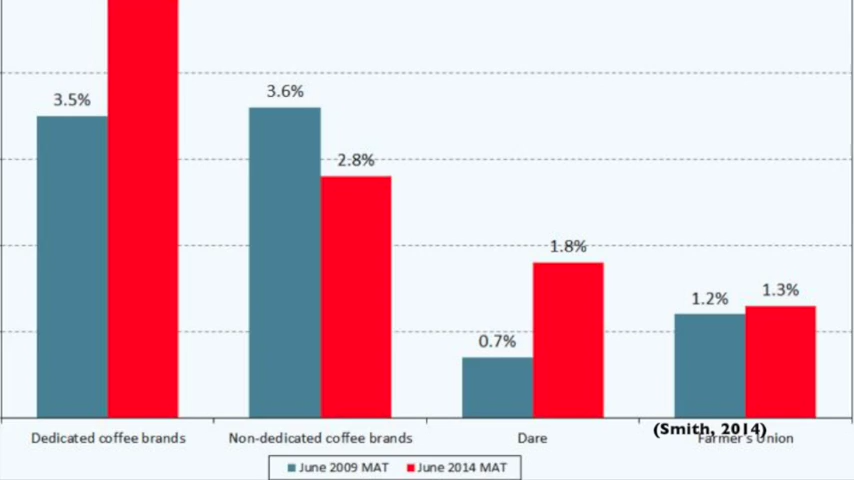 3.6%
3.5%
2.8%
1.8%
1.3%
1.2%
0.7%
(Smith, 2014)
Dedicated coffee brands Non-dedicated coffee brands Dare Farmer's Union
June 2009 MAT June 2014 MAT